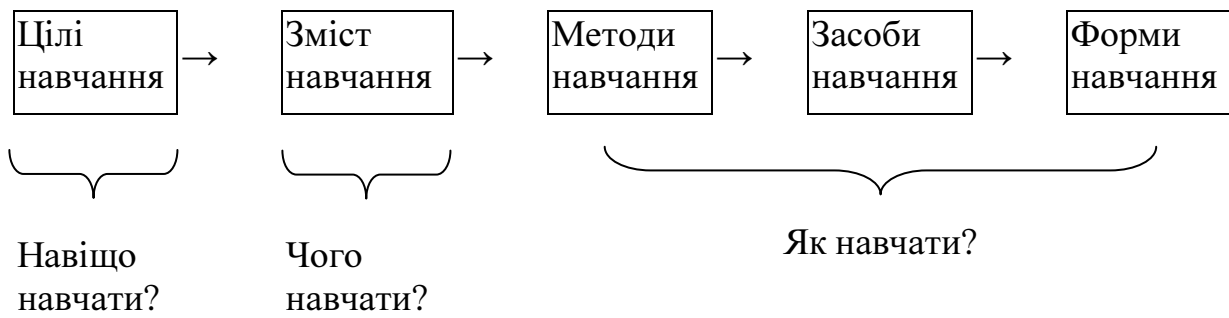 Цілі
навчання
→
Зміст
навчання
→
Методи
навчання
→
Засоби
навчання
→
Форми
навчання
Навіщо
навчати?
Чого
навчати?
Як навчати?